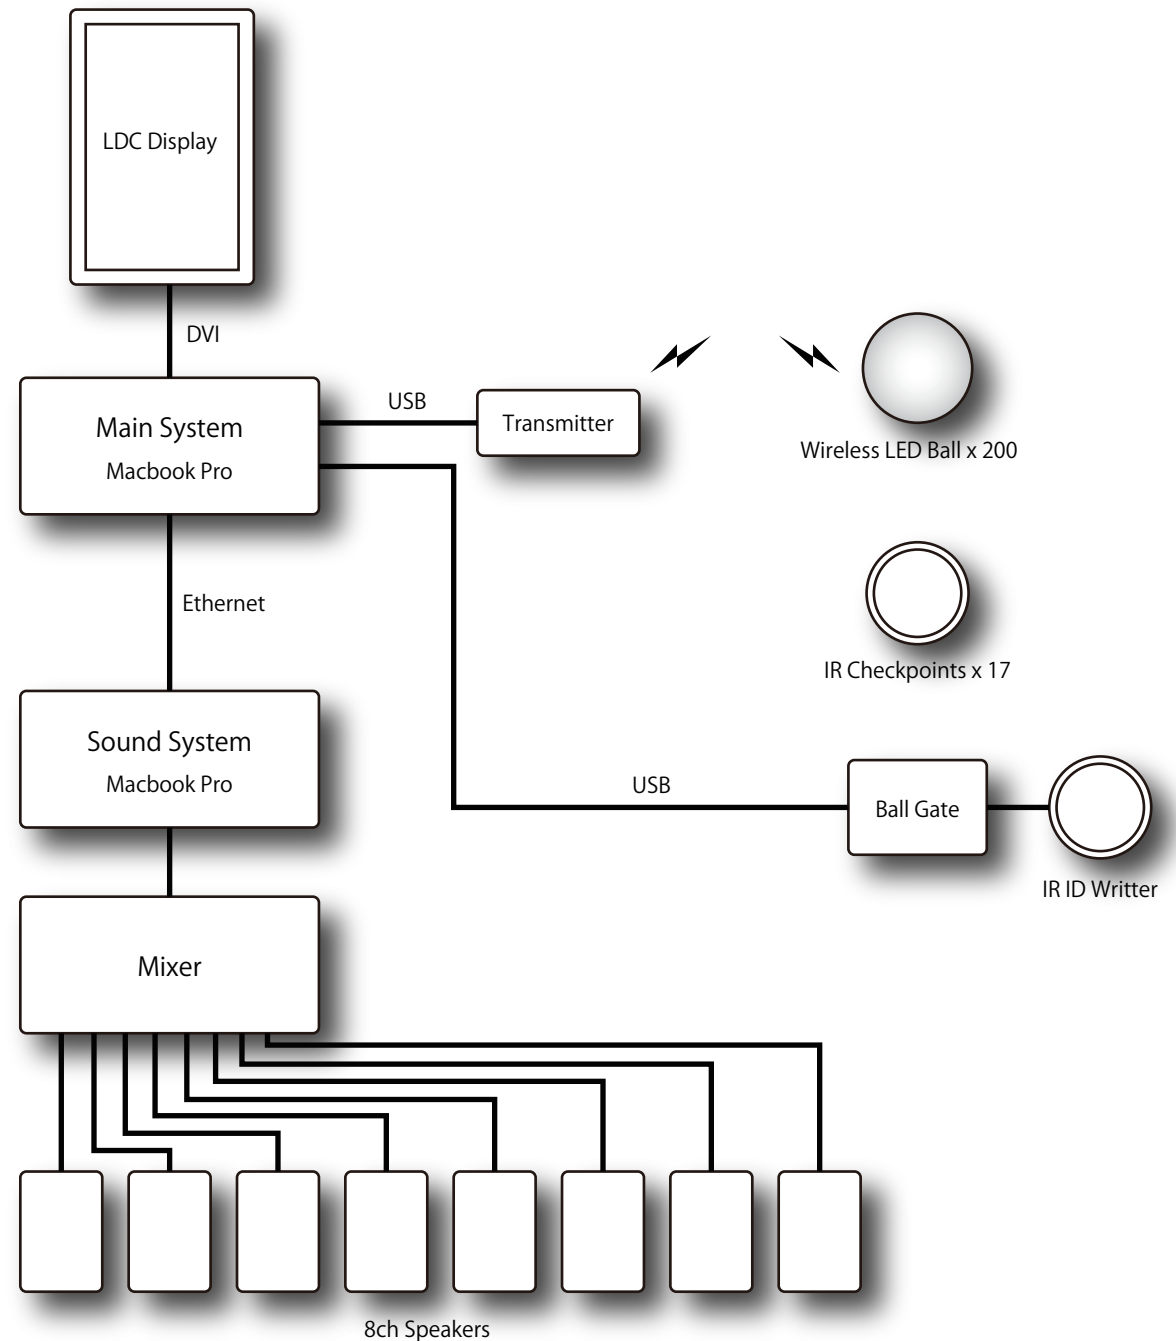 LDC Display
DVI
Main System
Macbook Pro
USB
Transmitter
Wireless LED Ball x 200
Ethernet
IR Checkpoints x 17
Sound System
Macbook Pro
USB
Ball Gate
IR ID Writter
Mixer
8ch Speakers